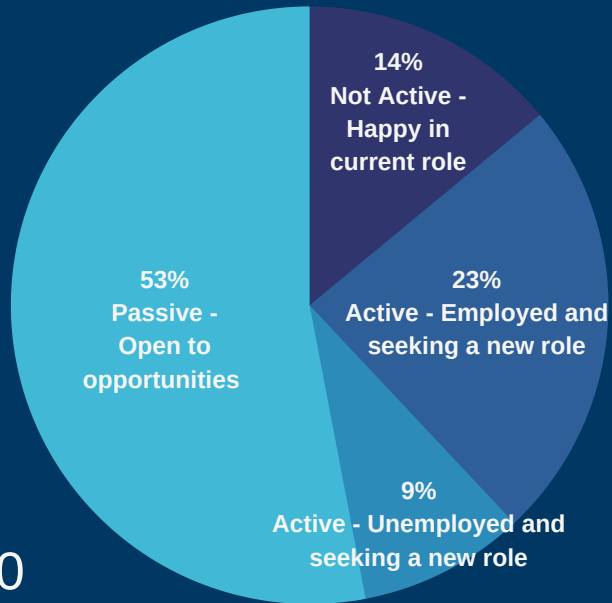 14%
Not Active -
Happy in
current role
53%
Passive -
Open to
opportunities
23%
Active - Employed and
seeking a new role
9%
Active - Unemployed and
seeking a new role
0